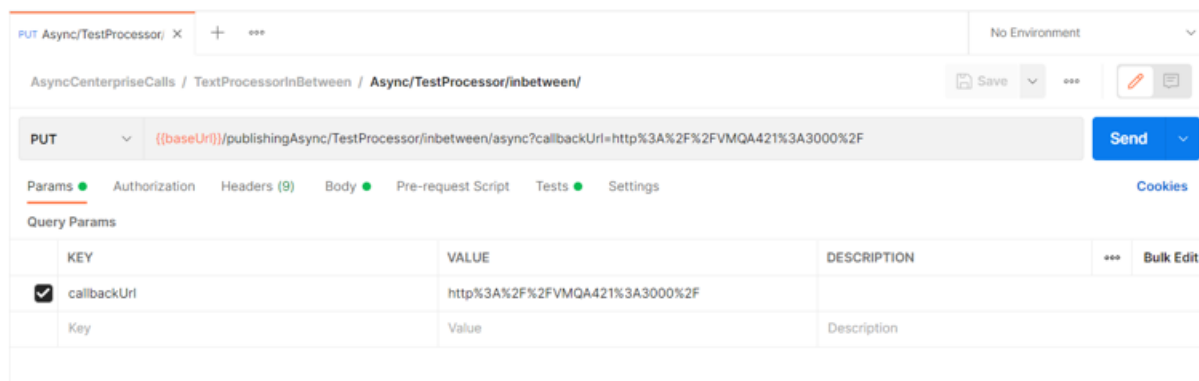 PUT Async/TestProcessor/ No Environment
AsyncCenterpriseCalls / TextProcessorInBetween / Async/TestProcessor/inbetween/ Save
PUT {{baseUrl}}/publishingAsync/TestProcessor/inbetween/async?callbackUrl=http%3A%2F%2FVMQA421%3A3000%2F Send
Params Authorization Headers (9) Body Pre-request Script Tests Settings Cookies
Query Params
KEY VALUE DESCRIPTION Bulk Edit
callbackUrl http%3A%2F%2FVMQA421%3A3000%2F
Key Value Description